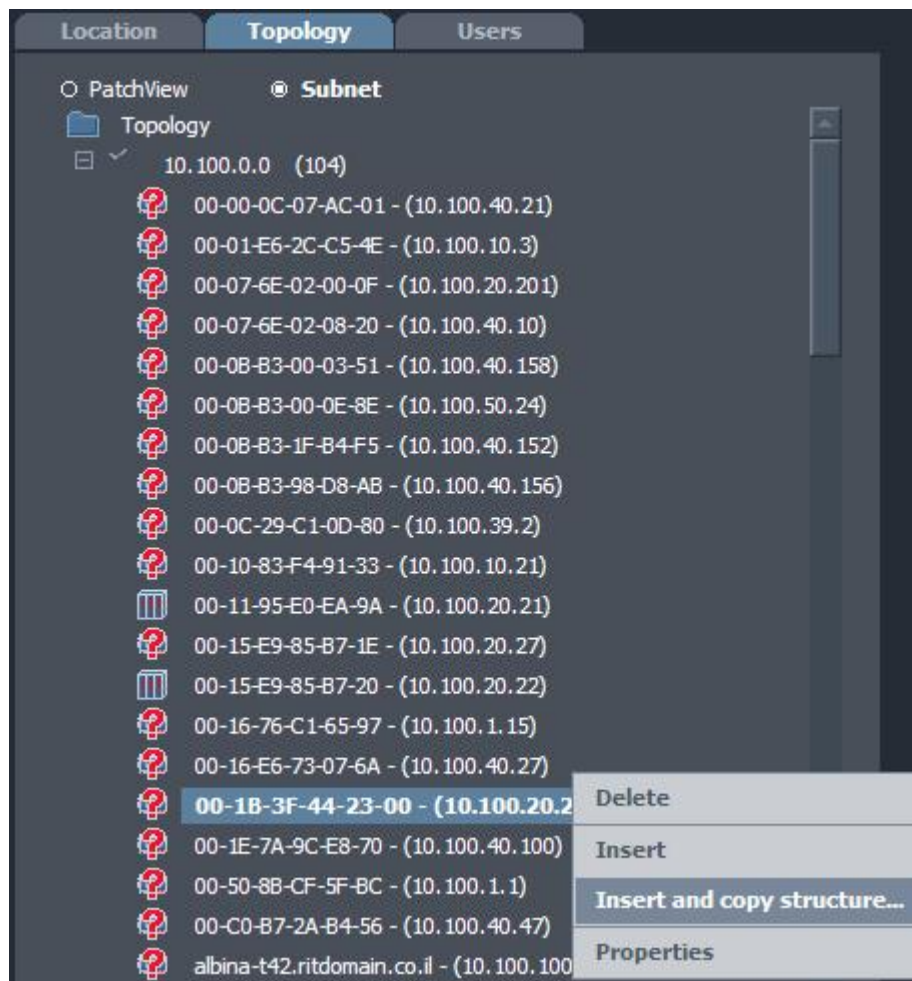 Location Topology Users
PatchView Subnet
Topology
10.100.0.0 (104)
00-00-0C-07-AC-01 - (10.100.40.21)
00-01-E6-2C-C5-4E - (10.100.10.3)
00-07-6E-02-00-0F - (10.100.20.201)
00-07-6E-02-08-20 - (10.100.40.10)
00-0B-B3-00-03-51 - (10.100.40.158)
00-0B-B3-00-0E-8E - (10.100.50.24)
00-0B-B3-1F-B4-F5 - (10.100.40.152)
00-0B-B3-98-D8-AB - (10.100.40.156)
00-0C-29-C1-0D-80 - (10.100.39.2)
00-10-83-F4-91-33 - (10.100.10.21)
00-11-95-E0-EA-9A - (10.100.20.21)
00-15-E9-85-B7-1E - (10.100.20.27)
00-15-E9-85-B7-20 - (10.100.20.22)
00-16-76-C1-65-97 - (10.100.1.15)
00-16-E6-73-07-6A - (10.100.40.27)
00-1B-3F-44-23-00 - (10.100.20.2
00-1E-7A-9C-E8-70 - (10.100.40.100)
00-50-8B-CF-5F-BC - (10.100.1.1)
00-C0-B7-2A-B4-56 - (10.100.40.47)
albina-t42.ritdomain.co.il - (10.100.100
Delete
Insert
Insert and copy structure...
Properties